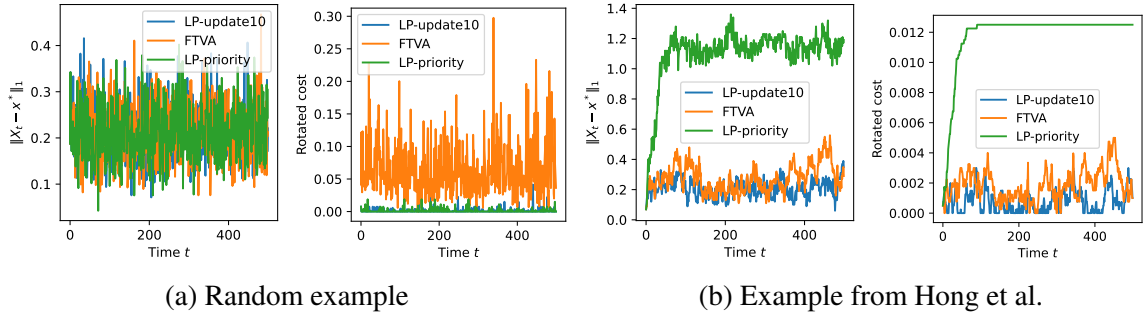 LP-update10
FTVA
LP-priority
0.4
0.3
0.2
0.1
0
200
400
Time t
‖X_t − x*‖₁
LP-update10
FTVA
LP-priority
0.30
0.25
0.20
0.15
0.10
0.05
0.00
0
200
400
Time t
Rotated cost
1.4
1.2
1.0
0.8
0.6
0.4
0.2
0.0
LP-update10
FTVA
LP-priority
0
200
400
Time t
‖X_t − x*‖₁
0.012
0.010
0.008
0.006
0.004
0.002
0.000
LP-update10
FTVA
LP-priority
0
200
400
Time t
Rotated cost
(a) Random example
(b) Example from Hong et al.